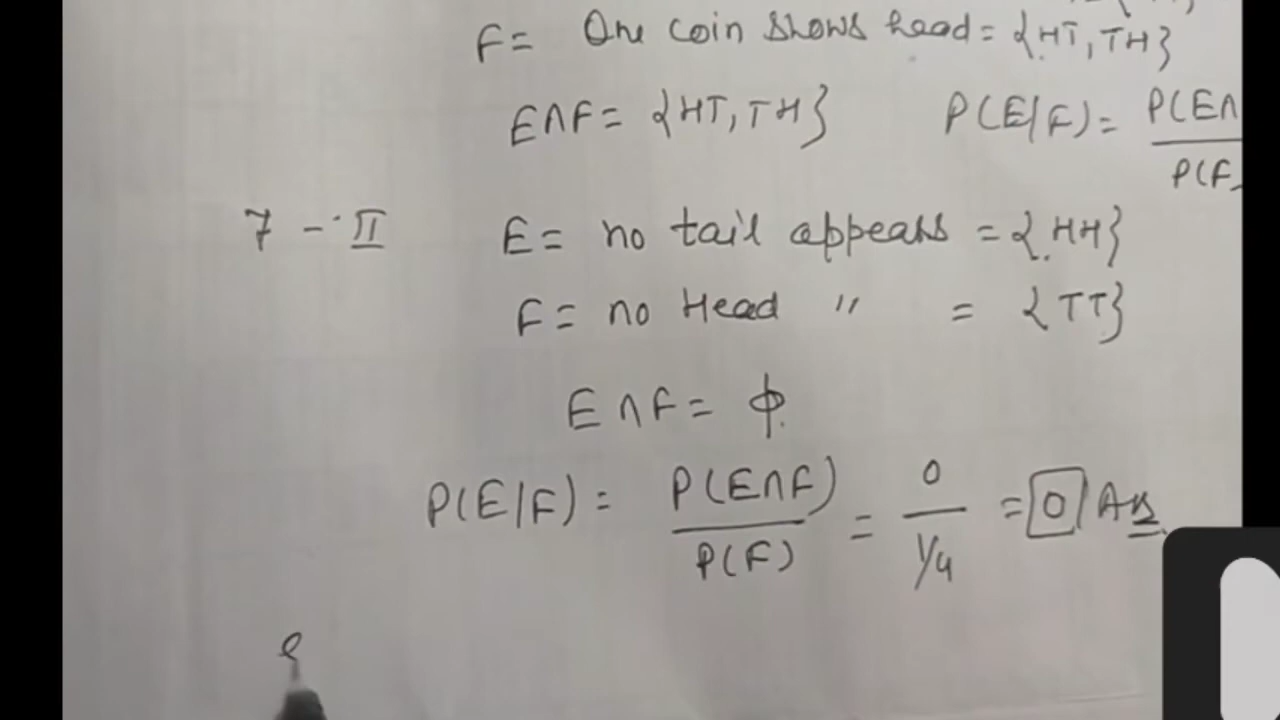 F = One coin shows head = {HT, TH}
E∩F = {HT, TH} P(E/F) = P(E∩
P(F
7 - II E = no tail appears = {HH}
F = no Head " = {TT}
E∩F = ϕ
P(E/F) = P(E∩F) / P(F) = 0 / 1/4 = 0 Ans